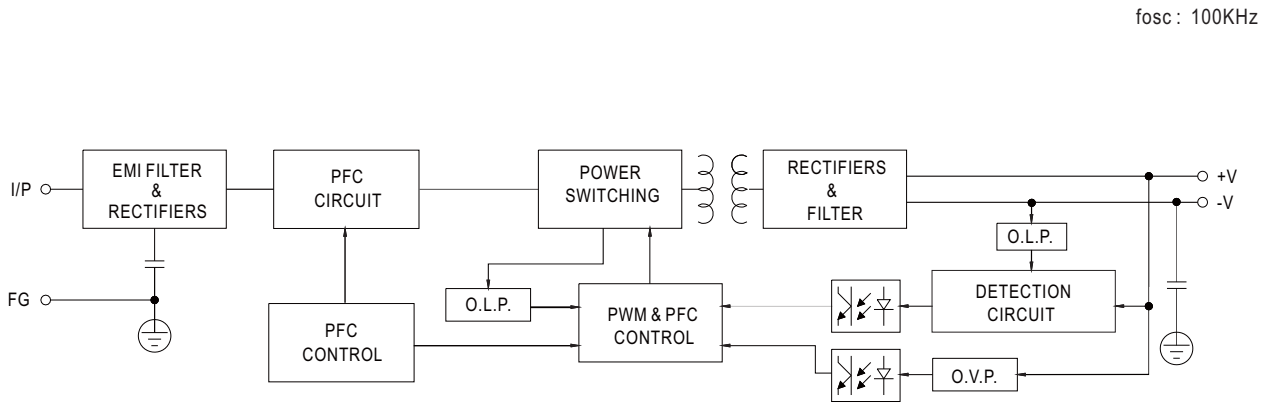 fosc : 100KHz
I/P
EMI FILTER
&
RECTIFIERS
PFC
CIRCUIT
POWER
SWITCHING
RECTIFIERS
&
FILTER
+V
-V
O.L.P.
FG
O.L.P.
PFC
CONTROL
PWM & PFC
CONTROL
DETECTION
CIRCUIT
O.V.P.